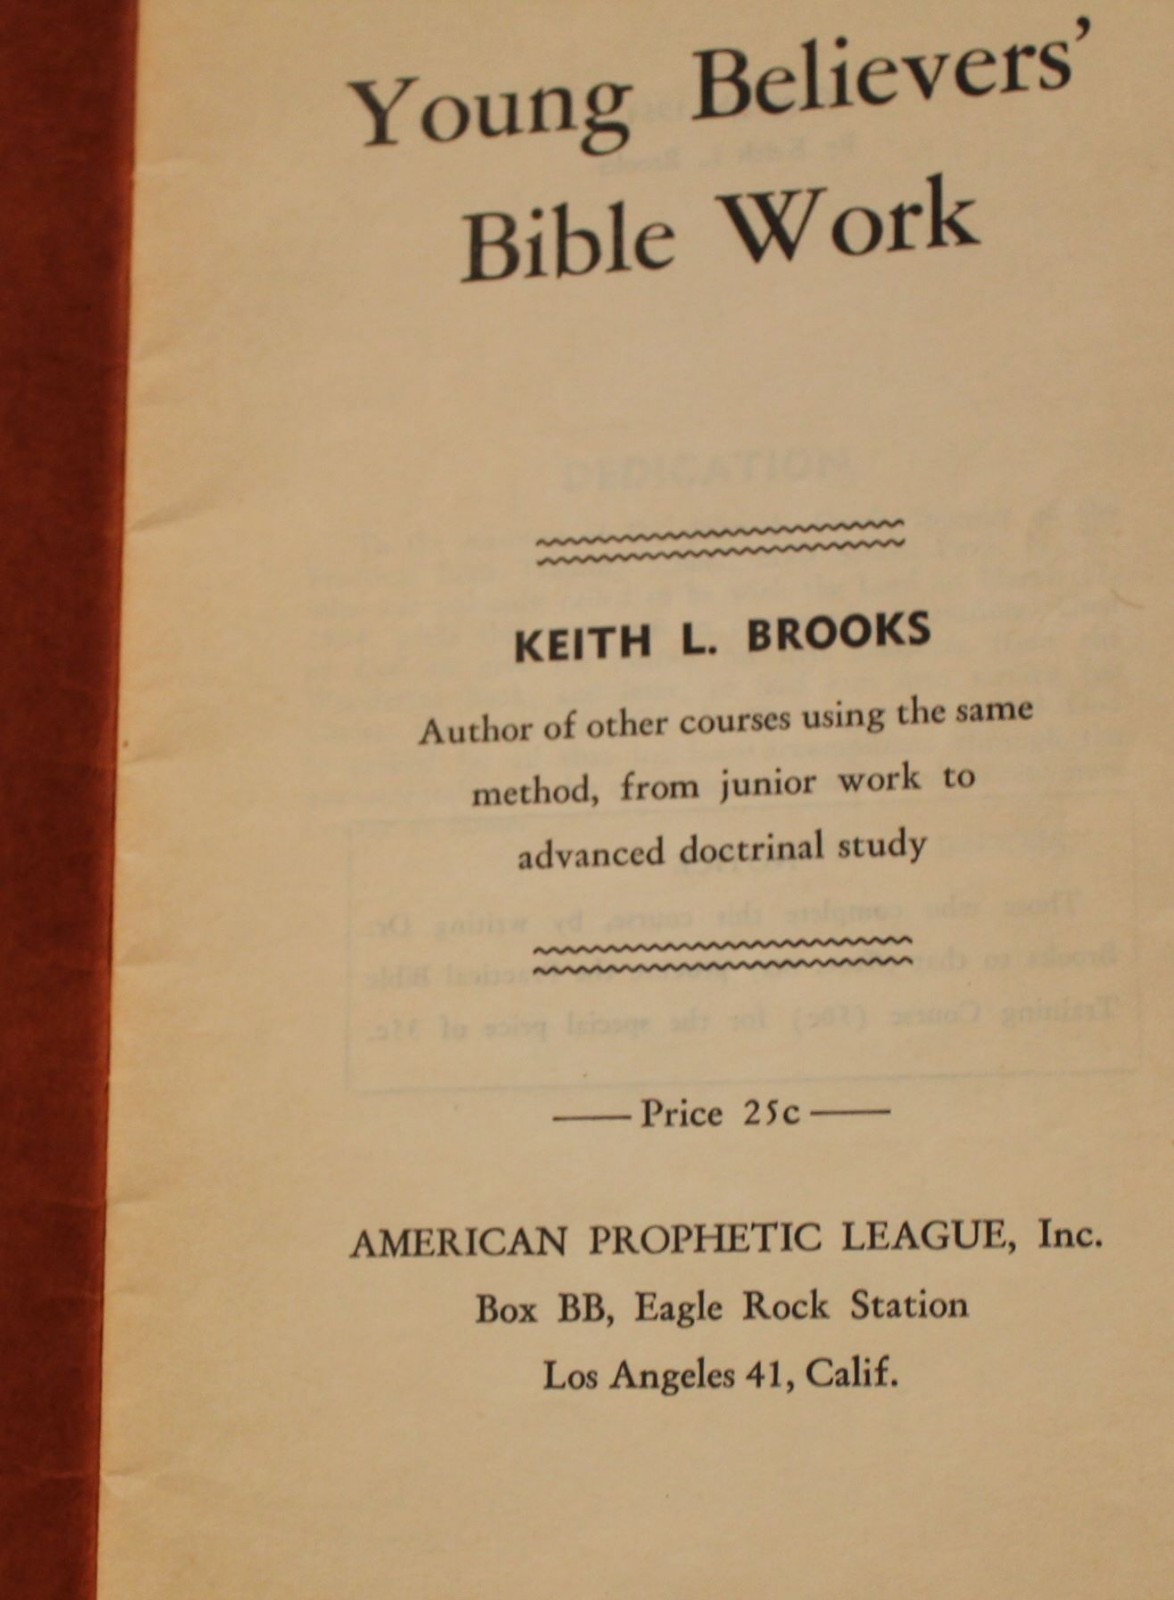 Young Believers'
Bible Work
KEITH L. BROOKS
Author of other courses using the same
method, from junior work to
advanced doctrinal study
Price 25c
AMERICAN PROPHETIC LEAGUE, Inc.
Box BB, Eagle Rock Station
Los Angeles 41, Calif.